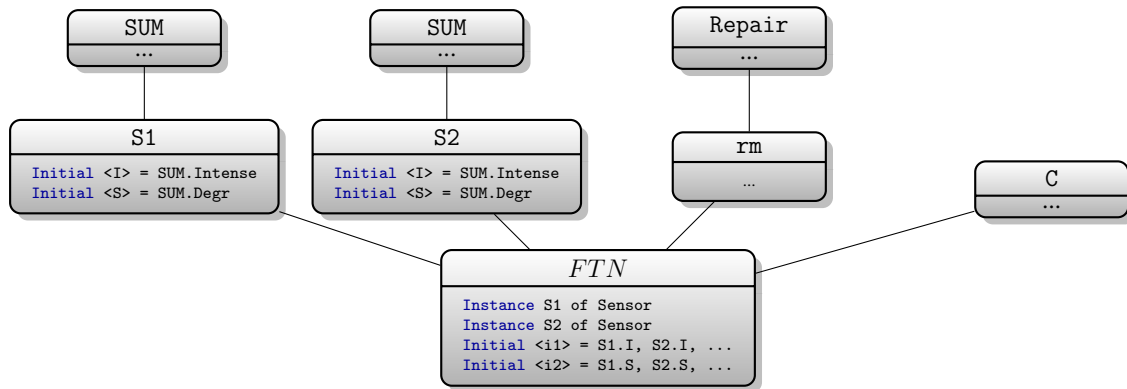 SUM
...
SUM
...
Repair
...
S1
Initial <I> = SUM.Intense
Initial <S> = SUM.Degr
S2
Initial <I> = SUM.Intense
Initial <S> = SUM.Degr
rm
...
C
...
FTN
Instance S1 of Sensor
Instance S2 of Sensor
Initial <i1> = S1.I, S2.I, ...
Initial <i2> = S1.S, S2.S, ...